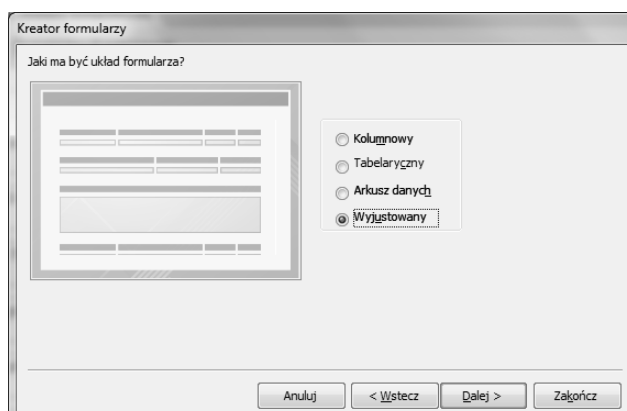 Kreator formularzy
Jaki ma być układ formularza?
Kolumnowy
Tabelaryczny
Arkusz danych
Wyjustowany
Anuluj
< Wstecz
Dalej >
Zakończ